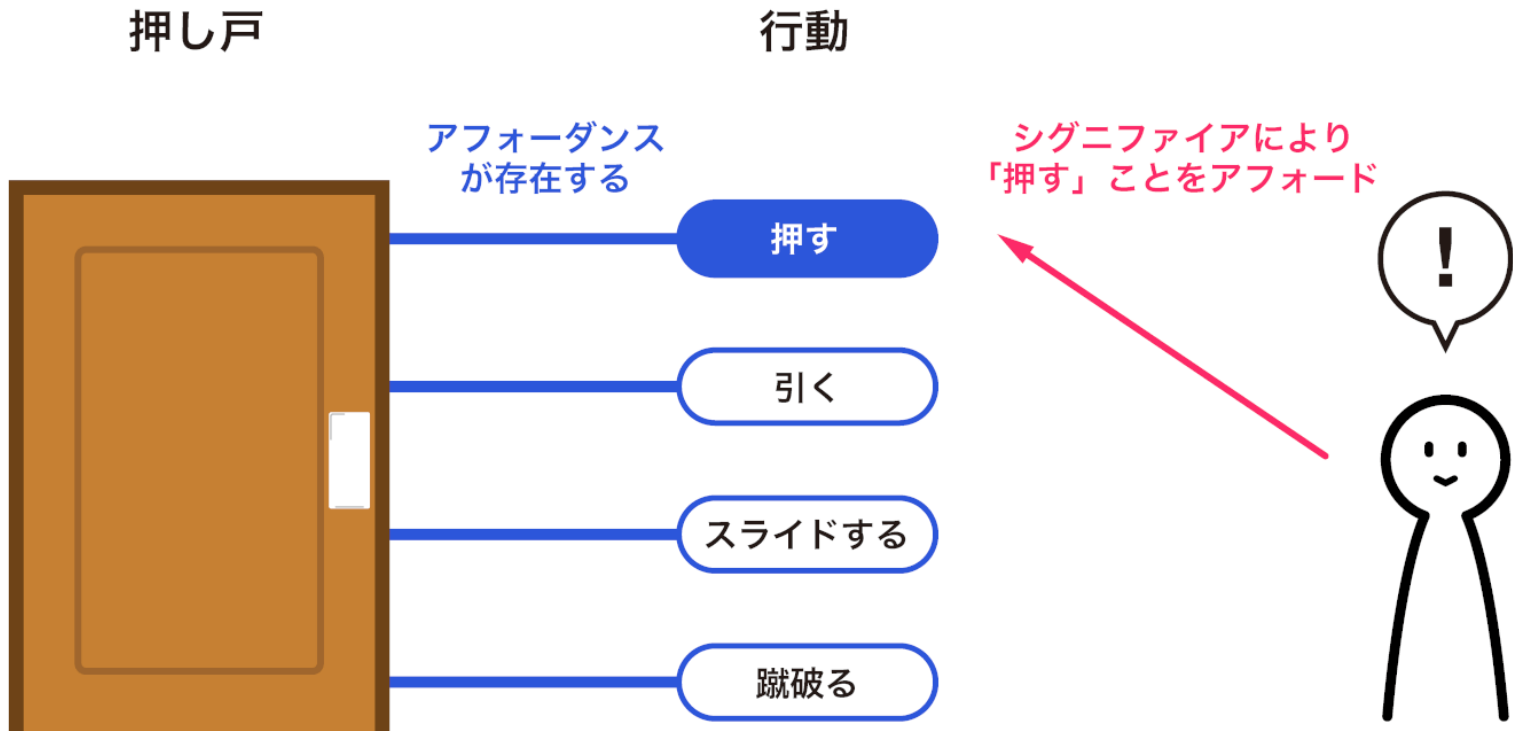 押し戸
行動
アフォーダンス
が存在する
シグニファイアにより
「押す」ことをアフォード
押す
!
引く
スライドする
蹴破る